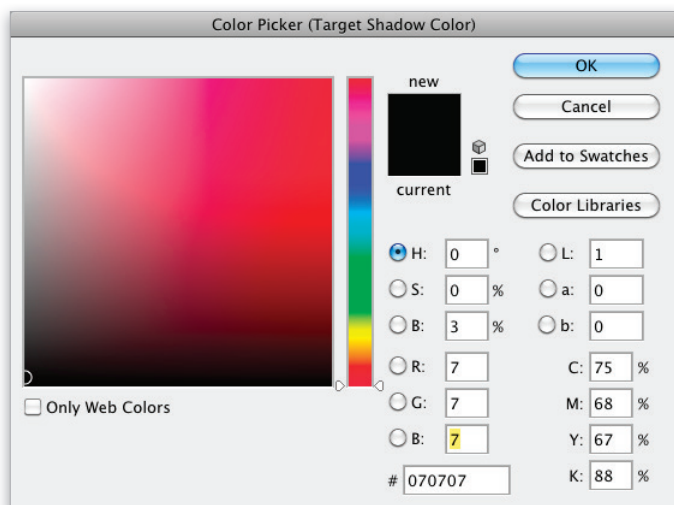 Color Picker (Target Shadow Color)
new
current
OK
Cancel
Add to Swatches
Color Libraries
H: 0 °
S: 0 %
B: 3 %
R: 7
G: 7
B: 7
# 070707
L: 1
a: 0
b: 0
C: 75 %
M: 68 %
Y: 67 %
K: 88 %
Only Web Colors